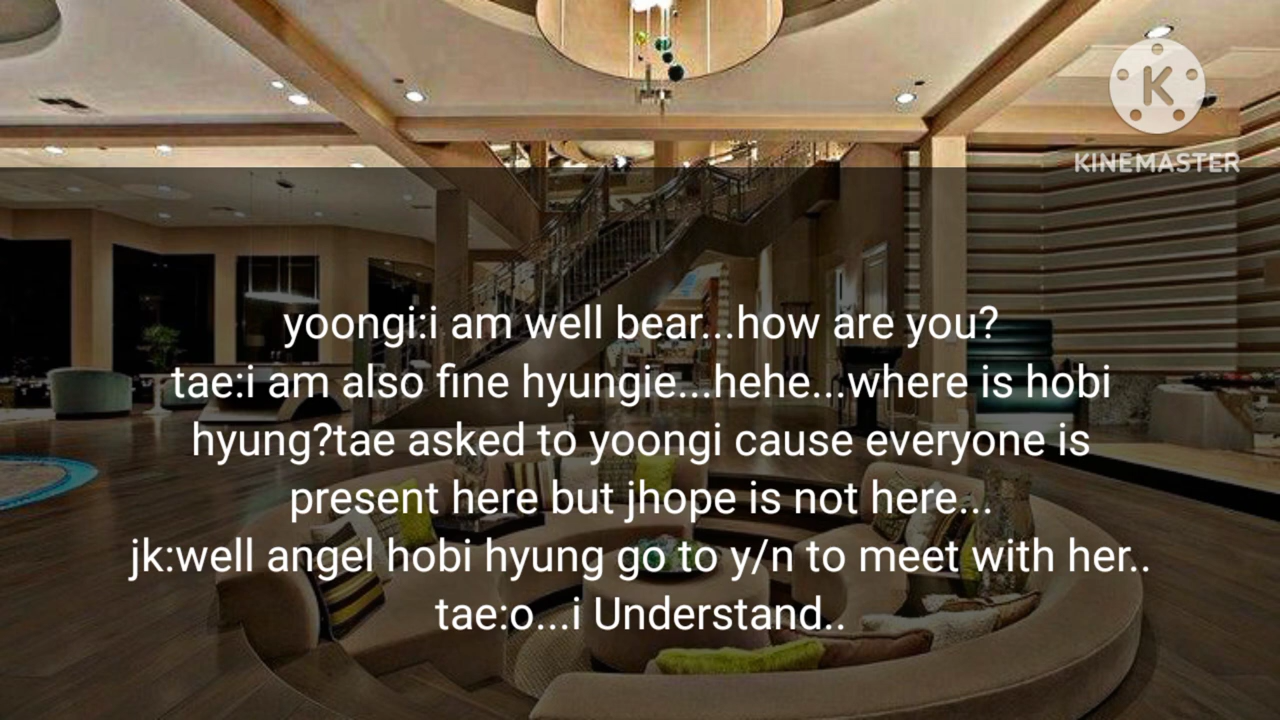 K
KINEMASTER
yoongi:i am well bear...how are you?
tae:i am also fine hyungie...hehe...where is hobi
hyung?tae asked to yoongi cause everyone is
present here but jhope is not here...
jk:well angel hobi hyung go to y/n to meet with her..
tae:o...i Understand..